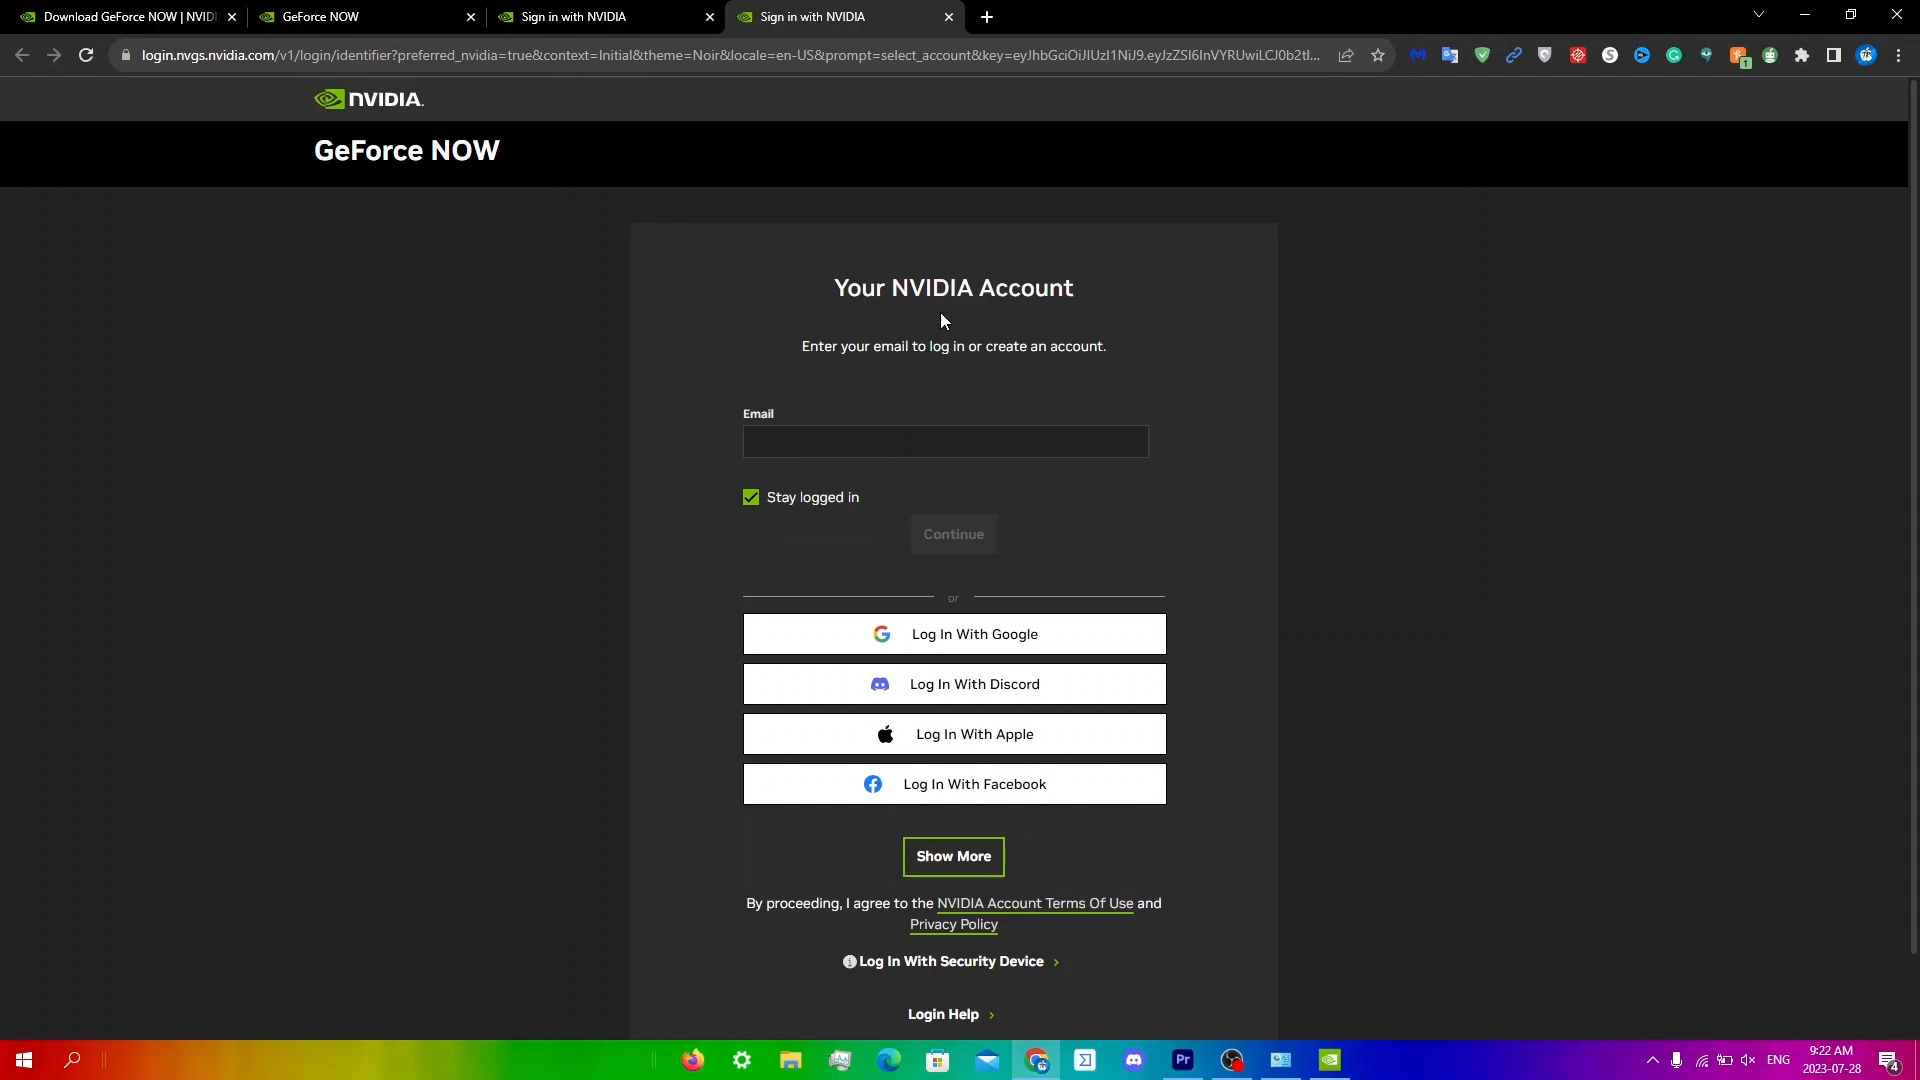 Download GeForce NOW | NVIDI
GeForce NOW
Sign in with NVIDIA
Sign in with NVIDIA
login.nvgs.nvidia.com/v1/login/identifier?preferred_nvidia=true&context=Initial&theme=Noir&locale=en-US&prompt=select_account&key=eyJhbGciOiJIUzI1NiJ9.eyJzZSI6InVYRUwiLCJ0b2tl...
1
NVIDIA.
GeForce NOW
Your NVIDIA Account
Enter your email to log in or create an account.
Email
Stay logged in
Continue
or
Log In With Google
Log In With Discord
Log In With Apple
Log In With Facebook
Show More
By proceeding, I agree to the NVIDIA Account Terms Of Use and
Privacy Policy
Log In With Security Device
Login Help
Pr
ENG
9:22 AM
2023-07-28
4